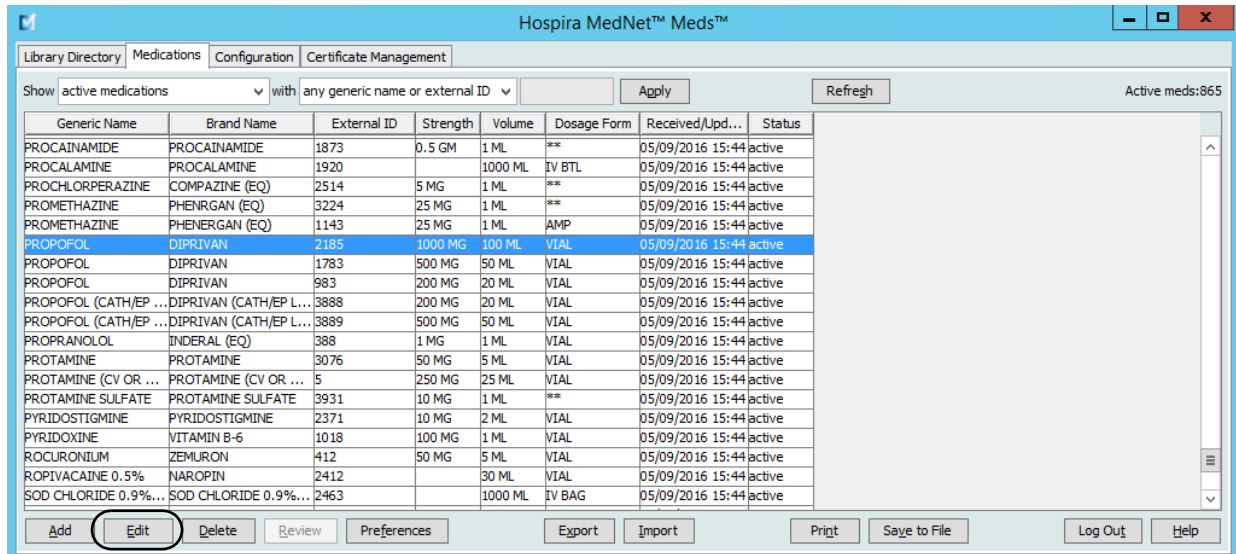 Hospira MedNet™ Meds™
Library Directory Medications Configuration Certificate Management
Show active medications with any generic name or external ID Apply Refresh Active meds:865
Generic Name Brand Name External ID Strength Volume Dosage Form Received/Upd... Status
PROCAINAMIDE PROCAINAMIDE 1873 0.5 GM 1 ML ** 05/09/2016 15:44 active
PROCALAMINE PROCALAMINE 1920 1000 ML IV BTL 05/09/2016 15:44 active
PROCHLORPERAZINE COMPAZINE (EQ) 2514 5 MG 1 ML ** 05/09/2016 15:44 active
PROMETHAZINE PHENRGAN (EQ) 3224 25 MG 1 ML ** 05/09/2016 15:44 active
PROMETHAZINE PHENERGAN (EQ) 1143 25 MG 1 ML AMP 05/09/2016 15:44 active
PROPOFOL DIPRIVAN 2185 1000 MG 100 ML VIAL 05/09/2016 15:44 active
PROPOFOL DIPRIVAN 1783 500 MG 50 ML VIAL 05/09/2016 15:44 active
PROPOFOL DIPRIVAN 983 200 MG 20 ML VIAL 05/09/2016 15:44 active
PROPOFOL (CATH/EP ... DIPRIVAN (CATH/EP L... 3888 200 MG 20 ML VIAL 05/09/2016 15:44 active
PROPOFOL (CATH/EP ... DIPRIVAN (CATH/EP L... 3889 500 MG 50 ML VIAL 05/09/2016 15:44 active
PROPRANOLOL INDERAL (EQ) 388 1 MG 1 ML VIAL 05/09/2016 15:44 active
PROTAMINE PROTAMINE 3076 50 MG 5 ML VIAL 05/09/2016 15:44 active
PROTAMINE (CV OR ... PROTAMINE (CV OR ... 5 250 MG 25 ML VIAL 05/09/2016 15:44 active
PROTAMINE SULFATE PROTAMINE SULFATE 3931 10 MG 1 ML ** 05/09/2016 15:44 active
PYRIDOSTIGMINE PYRIDOSTIGMINE 2371 10 MG 2 ML VIAL 05/09/2016 15:44 active
PYRIDOXINE VITAMIN B-6 1018 100 MG 1 ML VIAL 05/09/2016 15:44 active
ROCURONIUM ZEMURON 412 50 MG 5 ML VIAL 05/09/2016 15:44 active
ROPIVACAINE 0.5% NAROPIN 2412 30 ML VIAL 05/09/2016 15:44 active
SOD CHLORIDE 0.9%... SOD CHLORIDE 0.9%... 2463 1000 ML IV BAG 05/09/2016 15:44 active
Add Edit Delete Review Preferences Export Import Print Save to File Log Out Help